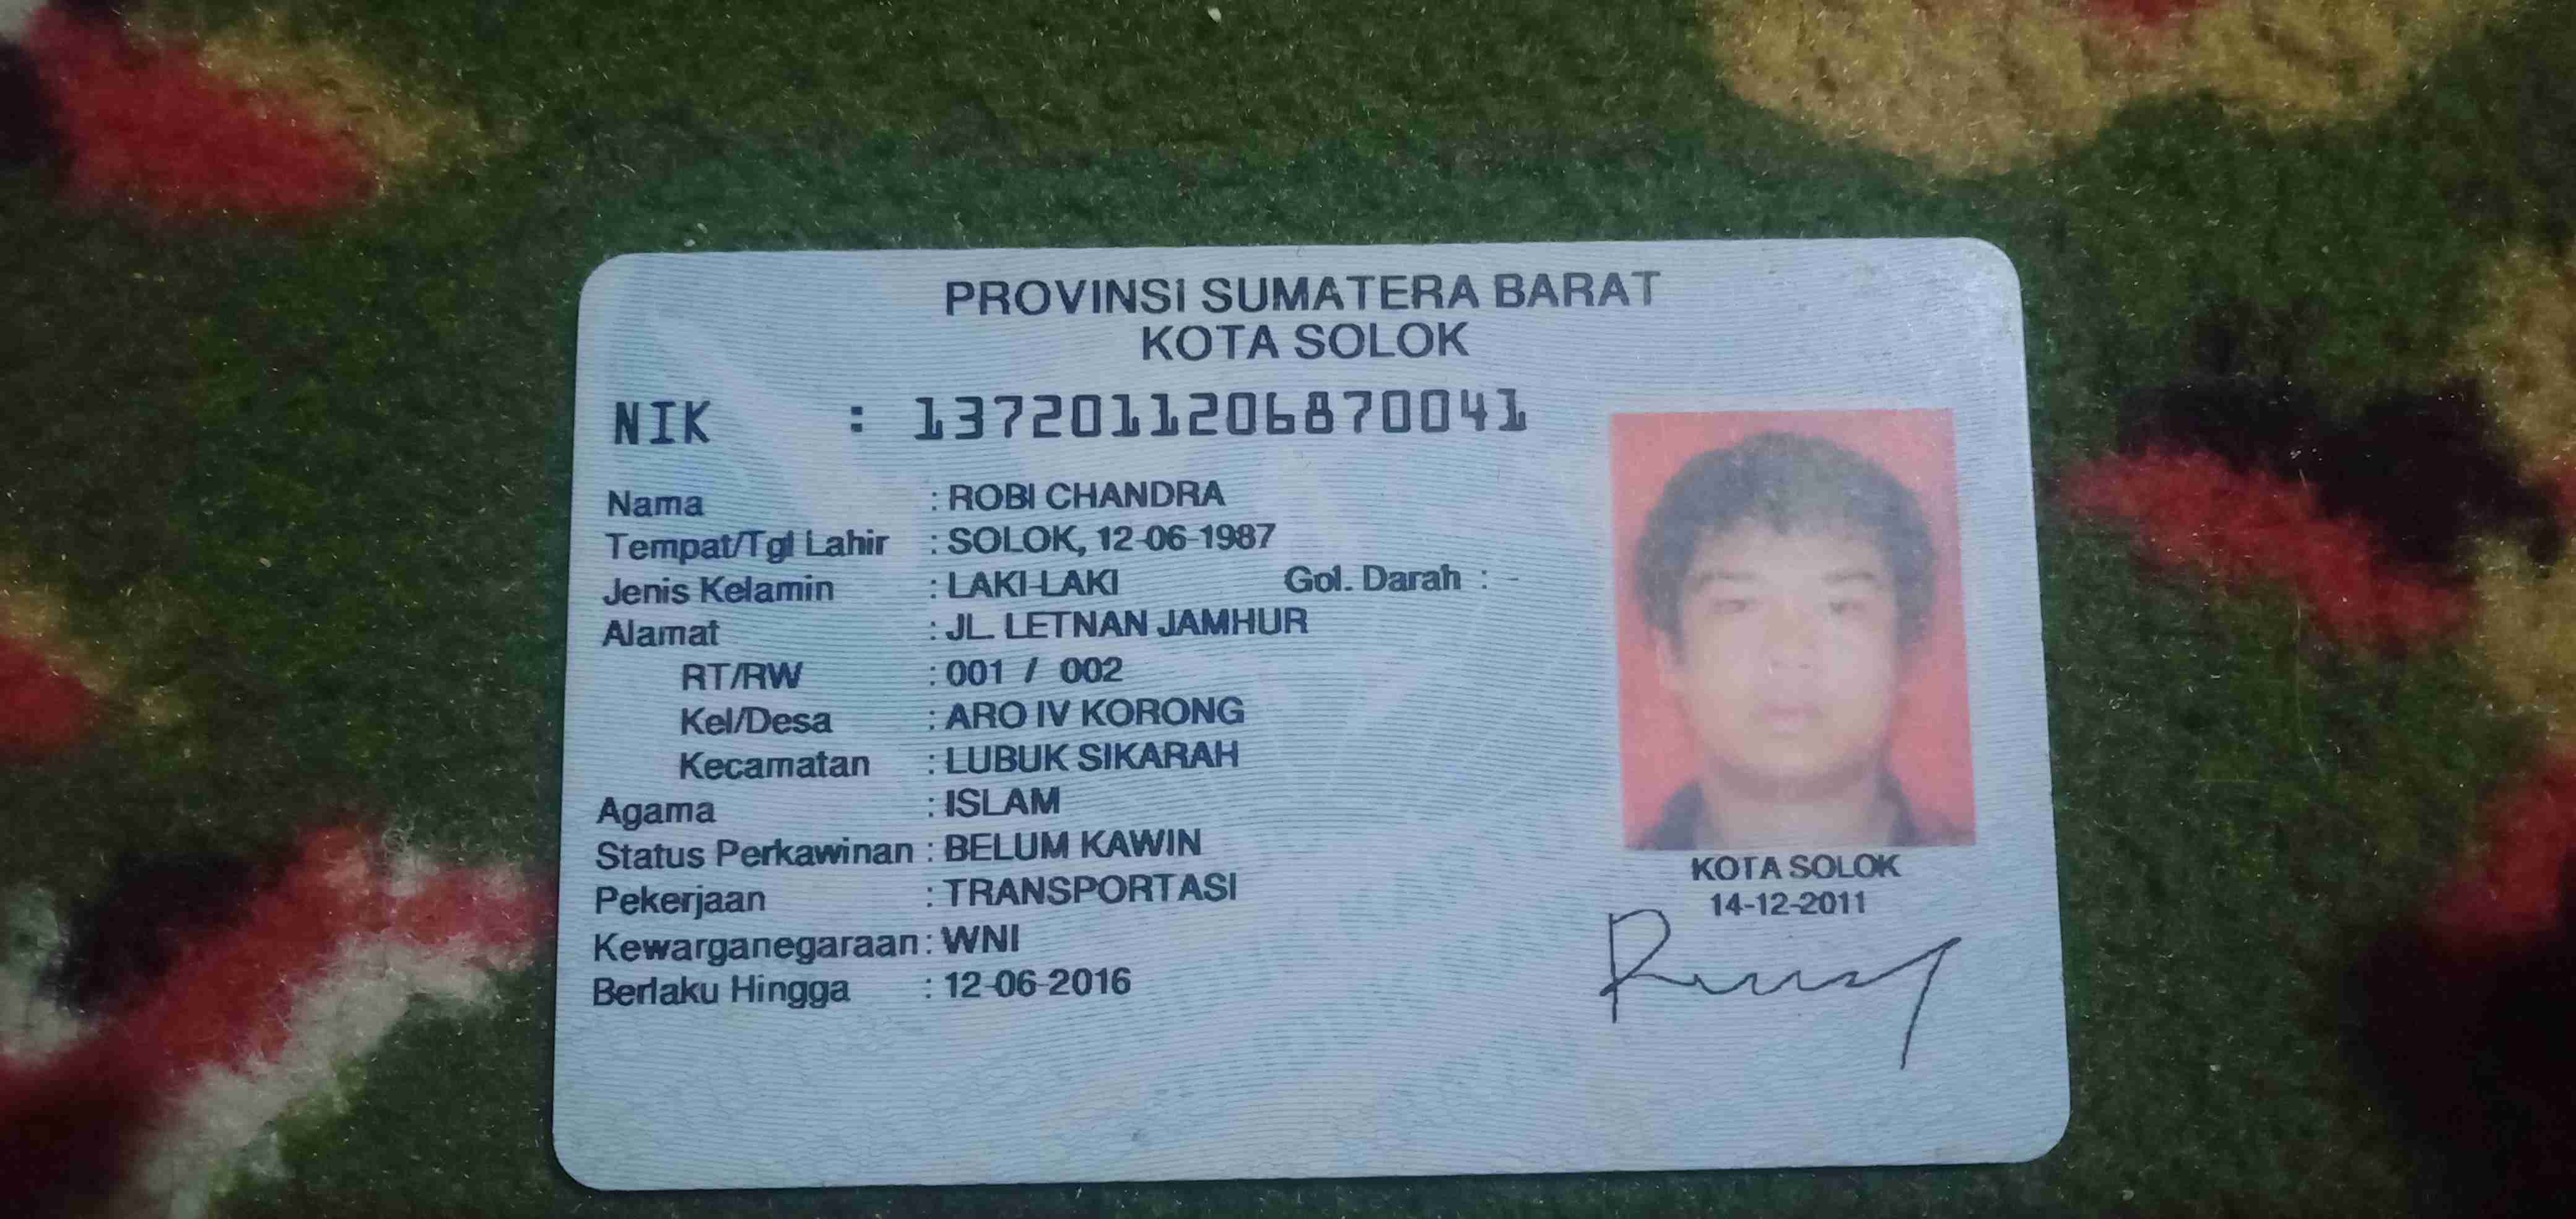 PROVINSI SUMATERA BARAT
KOTA SOLOK
NIK : 1372011206870041
Nama : ROBI CHANDRA
Tempat/Tgl Lahir : SOLOK, 12-06-1987
Jenis Kelamin : LAKI-LAKI Gol. Darah : -
Alamat : JL. LETNAN JAMHUR
RT/RW : 001 / 002
Kel/Desa : ARO IV KORONG
Kecamatan : LUBUK SIKARAH
Agama : ISLAM
Status Perkawinan : BELUM KAWIN
Pekerjaan : TRANSPORTASI
Kewarganegaraan : WNI
Berlaku Hingga : 12-06-2016
KOTA SOLOK
14-12-2011